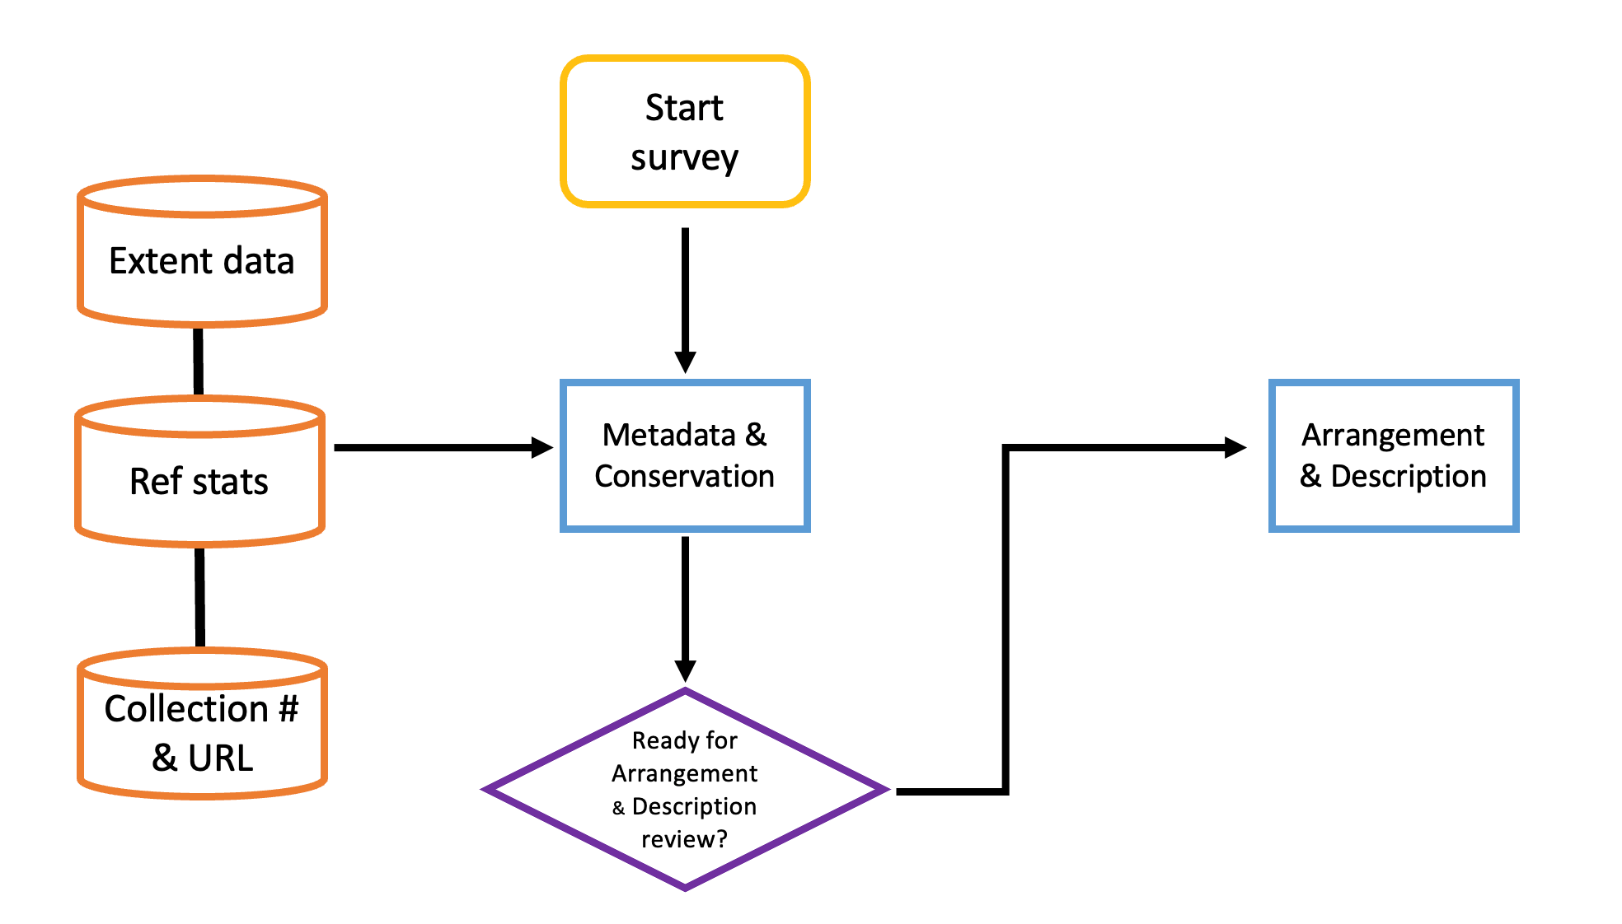 Start
survey
Extent data
Ref stats
Collection #
& URL
Metadata &
Conservation
Ready for
Arrangement
& Description
review?
Arrangement
& Description